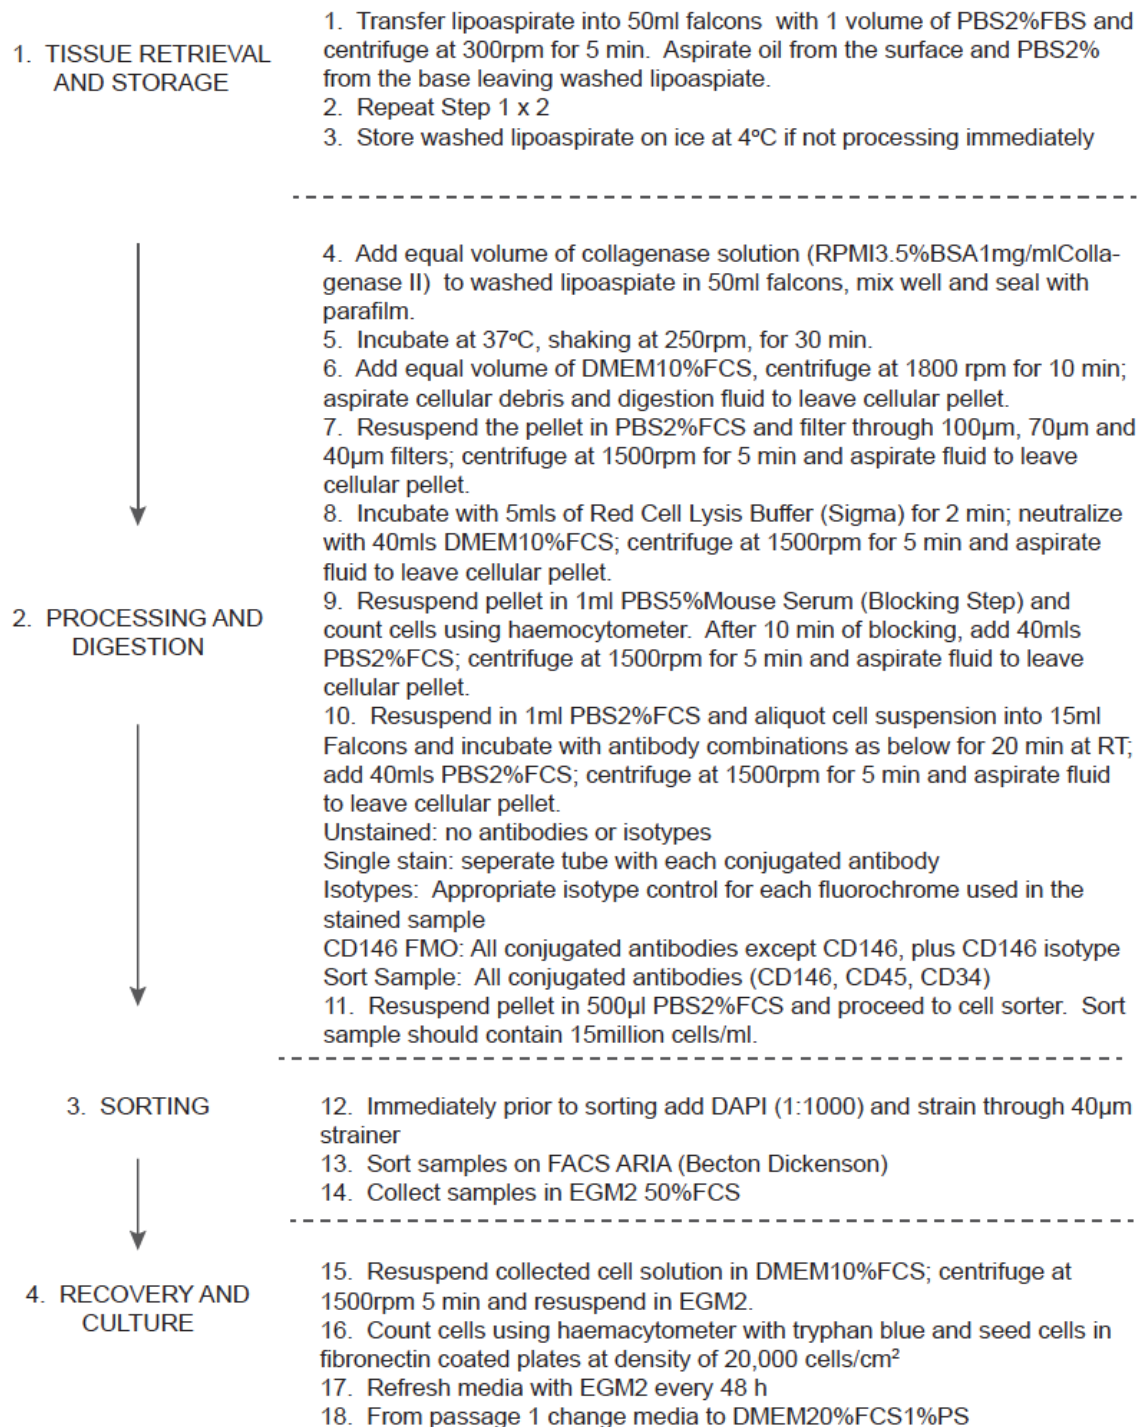 1. TISSUE RETRIEVAL
AND STORAGE
1. Transfer lipoaspirate into 50ml falcons with 1 volume of PBS2%FBS and
centrifuge at 300rpm for 5 min. Aspirate oil from the surface and PBS2%
from the base leaving washed lipoaspiate.
2. Repeat Step 1 x 2
3. Store washed lipoaspirate on ice at 4ºC if not processing immediately
2. PROCESSING AND
DIGESTION
4. Add equal volume of collagenase solution (RPMI3.5%BSA1mg/mlColla-
genase II) to washed lipoaspiate in 50ml falcons, mix well and seal with
parafilm.
5. Incubate at 37ºC, shaking at 250rpm, for 30 min.
6. Add equal volume of DMEM10%FCS, centrifuge at 1800 rpm for 10 min;
aspirate cellular debris and digestion fluid to leave cellular pellet.
7. Resuspend the pellet in PBS2%FCS and filter through 100µm, 70µm and
40µm filters; centrifuge at 1500rpm for 5 min and aspirate fluid to leave
cellular pellet.
8. Incubate with 5mls of Red Cell Lysis Buffer (Sigma) for 2 min; neutralize
with 40mls DMEM10%FCS; centrifuge at 1500rpm for 5 min and aspirate
fluid to leave cellular pellet.
9. Resuspend pellet in 1ml PBS5%Mouse Serum (Blocking Step) and
count cells using haemocytometer. After 10 min of blocking, add 40mls
PBS2%FCS; centrifuge at 1500rpm for 5 min and aspirate fluid to leave
cellular pellet.
10. Resuspend in 1ml PBS2%FCS and aliquot cell suspension into 15ml
Falcons and incubate with antibody combinations as below for 20 min at RT;
add 40mls PBS2%FCS; centrifuge at 1500rpm for 5 min and aspirate fluid
to leave cellular pellet.
Unstained: no antibodies or isotypes
Single stain: seperate tube with each conjugated antibody
Isotypes: Appropriate isotype control for each fluorochrome used in the
stained sample
CD146 FMO: All conjugated antibodies except CD146, plus CD146 isotype
Sort Sample: All conjugated antibodies (CD146, CD45, CD34)
11. Resuspend pellet in 500µl PBS2%FCS and proceed to cell sorter. Sort
sample should contain 15million cells/ml.
3. SORTING
12. Immediately prior to sorting add DAPI (1:1000) and strain through 40µm
strainer
13. Sort samples on FACS ARIA (Becton Dickenson)
14. Collect samples in EGM2 50%FCS
4. RECOVERY AND
CULTURE
15. Resuspend collected cell solution in DMEM10%FCS; centrifuge at
1500rpm 5 min and resuspend in EGM2.
16. Count cells using haemacytometer with tryphan blue and seed cells in
fibronectin coated plates at density of 20,000 cells/cm²
17. Refresh media with EGM2 every 48 h
18. From passage 1 change media to DMEM20%FCS1%PS